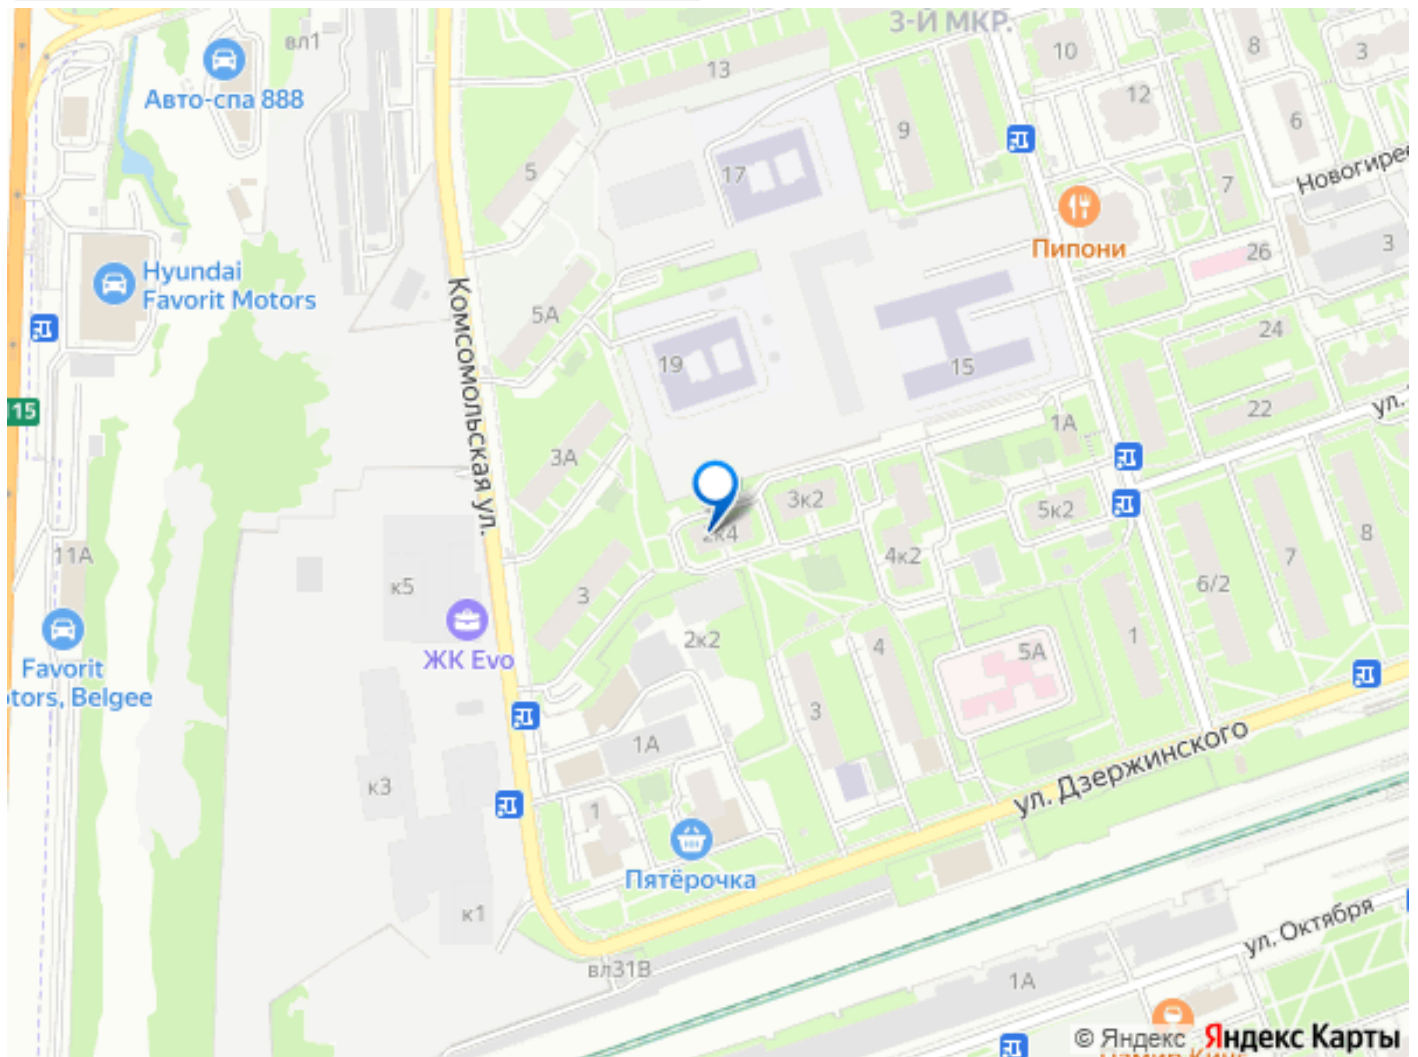 3-Й МКР.
вл1
Авто-спа 888
13
10
8
3
12
9
6
5
17
7
Пипони
26
3
Hyundai
Favorit Motors
Комсомольская ул.
5А
24
19
15
22
ул.
115
1А
3А
3к2
2к4
5к2
4к2
11А
к5
3
6/2
7
8
ЖК Evo
2к2
4
5А
1
Favorit
tors, Belgee
3
1А
ул. Дзержинского
к3
1
Пятёрочка
к1
ул. Октября
вл31В
1А
© Яндекс Яндекс Карты